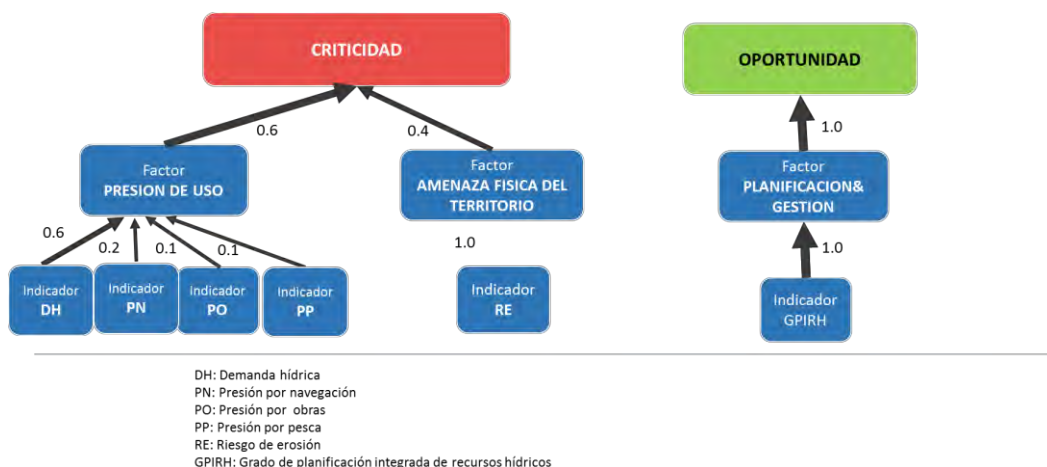 CRITICIDAD
OPORTUNIDAD
0.6
0.4
1.0
Factor
PRESION DE USO
Factor
AMENAZA FISICA DEL
TERRITORIO
Factor
PLANIFICACION&
GESTION
0.6
0.2
0.1
0.1
1.0
1.0
Indicador
DH
Indicador
PN
Indicador
PO
Indicador
PP
Indicador
RE
Indicador
GPIRH
DH: Demanda hídrica
PN: Presión por navegación
PO: Presión por obras
PP: Presión por pesca
RE: Riesgo de erosión
GPIRH: Grado de planificación integrada de recursos hídricos